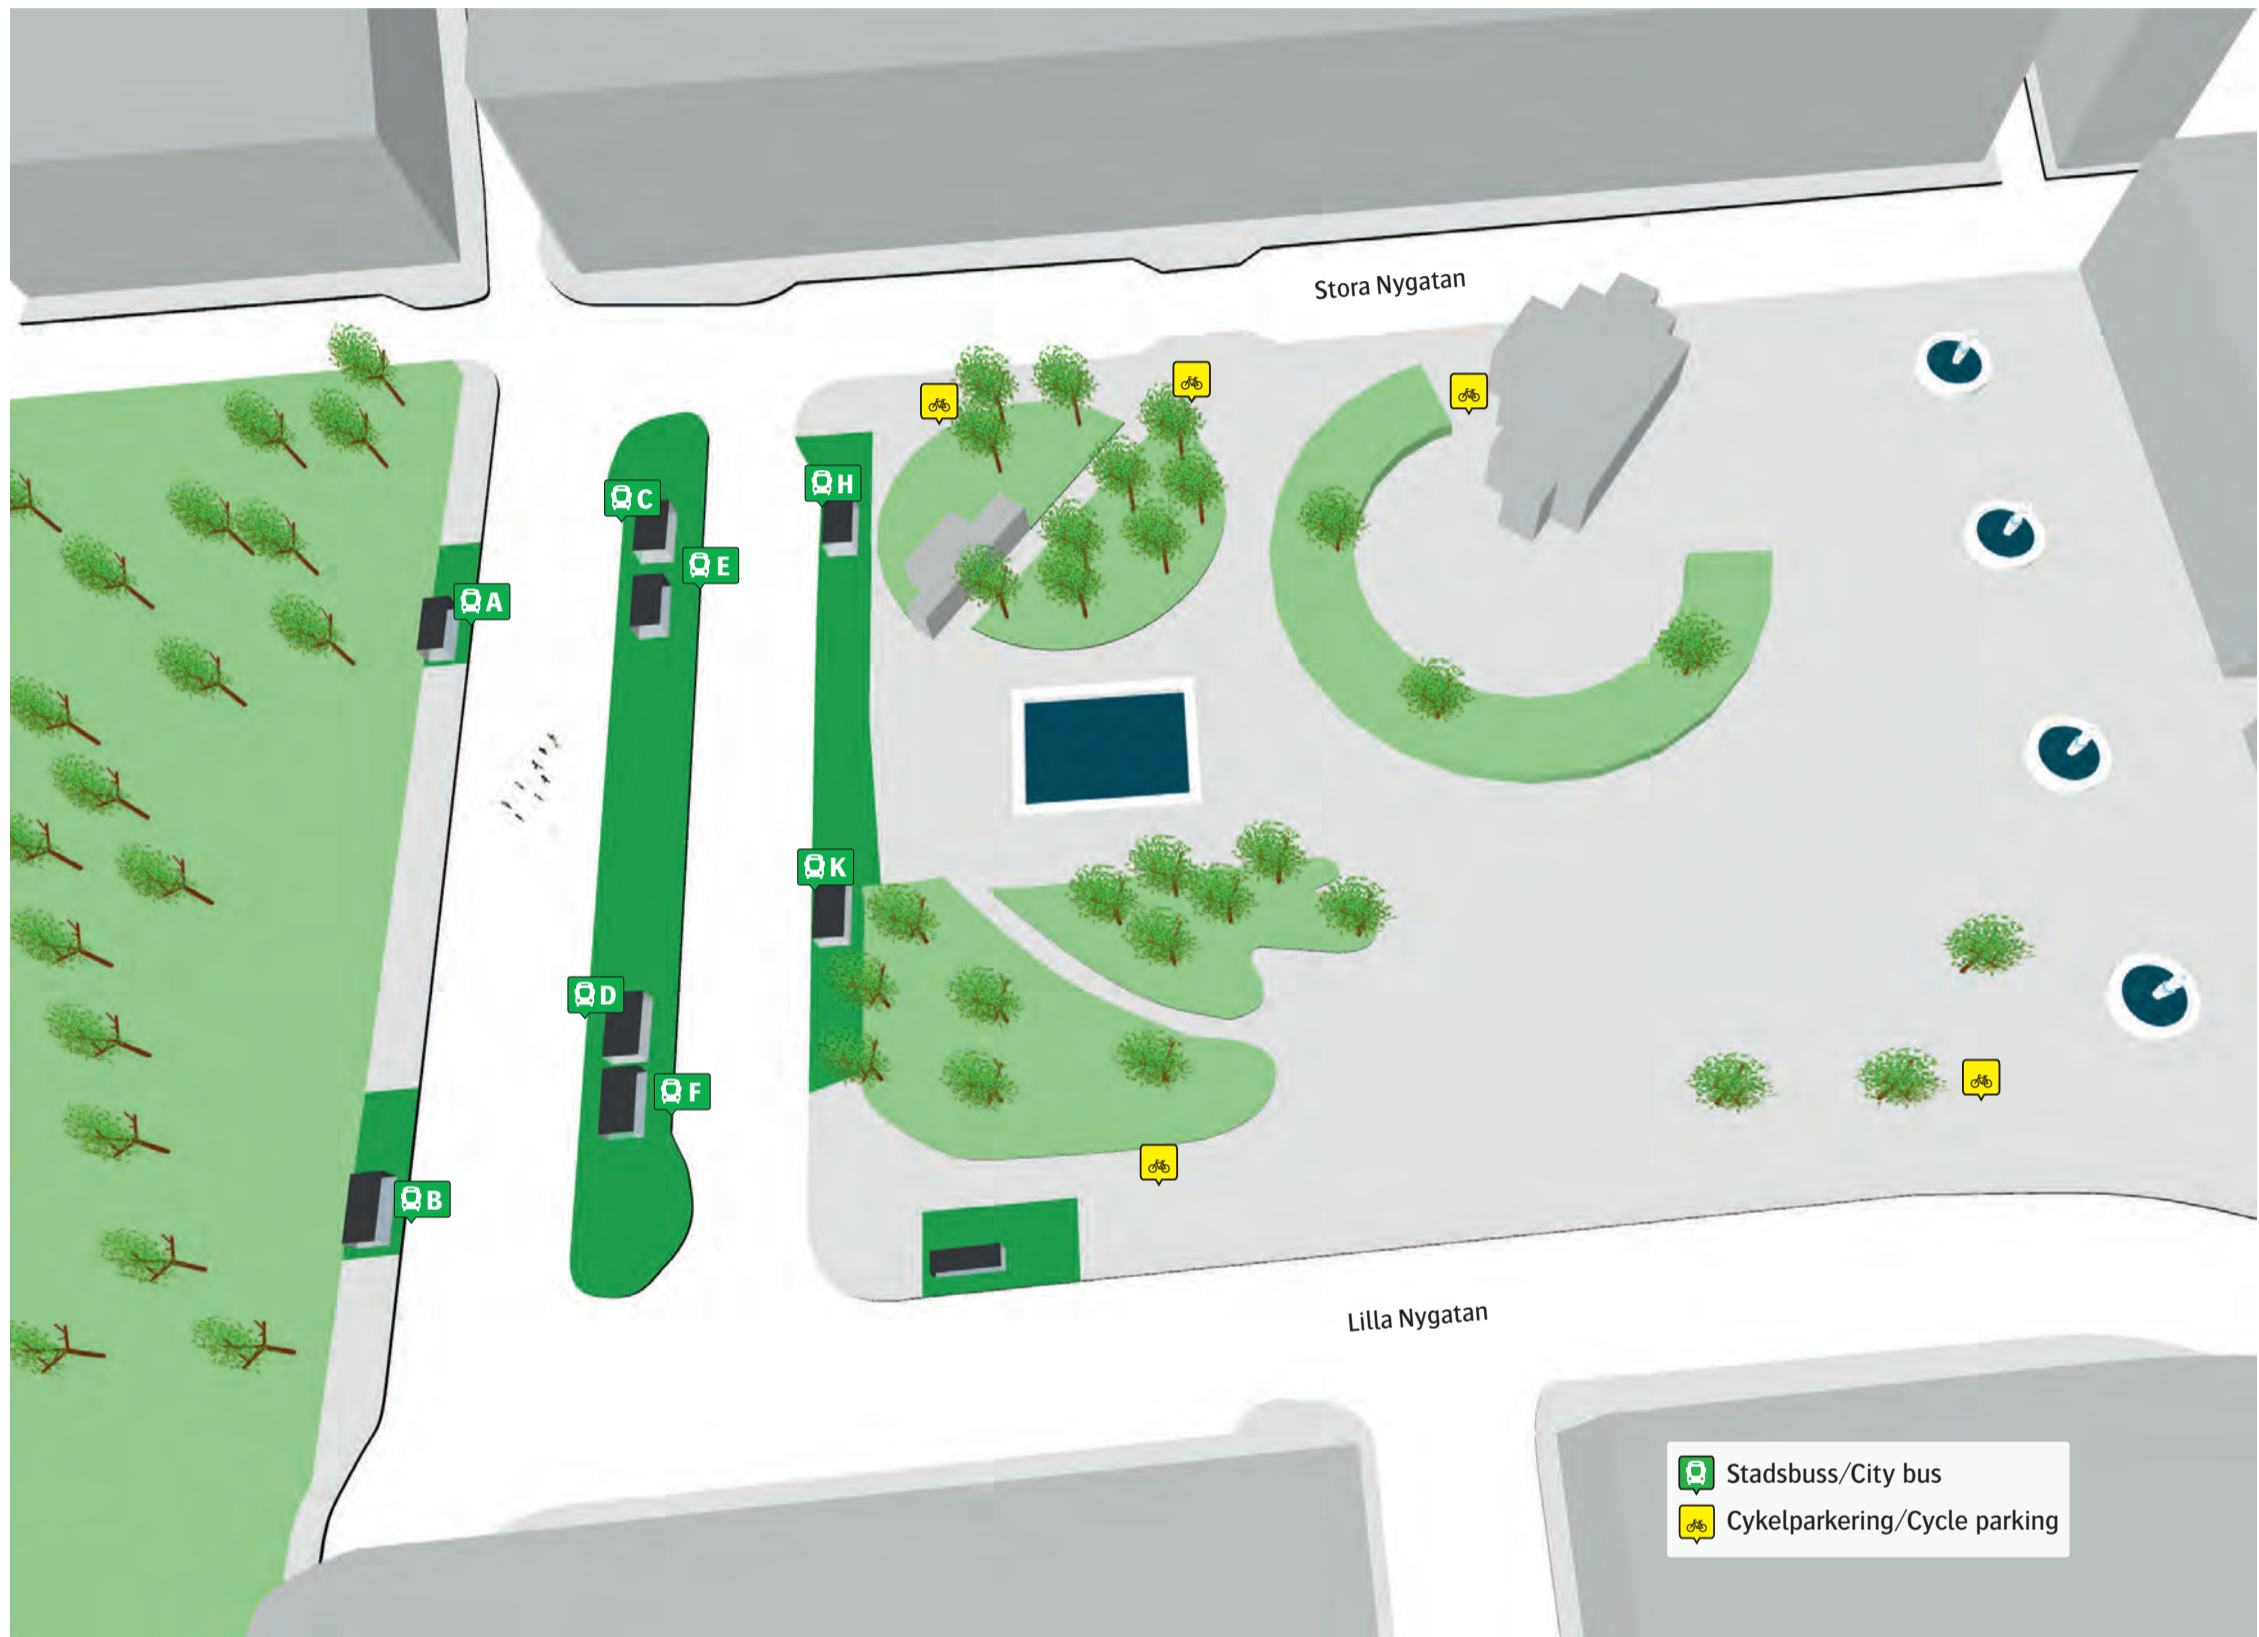 Stora Nygatan
C
H
E
A
K
D
F
B
Lilla Nygatan
Stadsbuss/City bus
Cykelparkering/Cycle parking